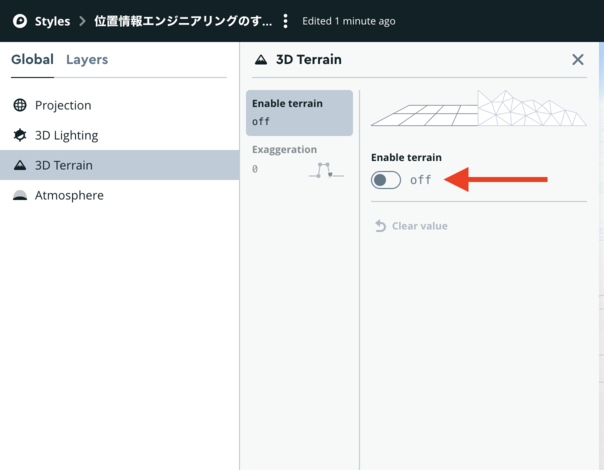 Styles > 位置情報エンジニアリングのす... Edited 1 minute ago
Global Layers
Projection
3D Lighting
3D Terrain
Atmosphere
3D Terrain
Enable terrain
off
Exaggeration
0
Enable terrain
off
Clear value